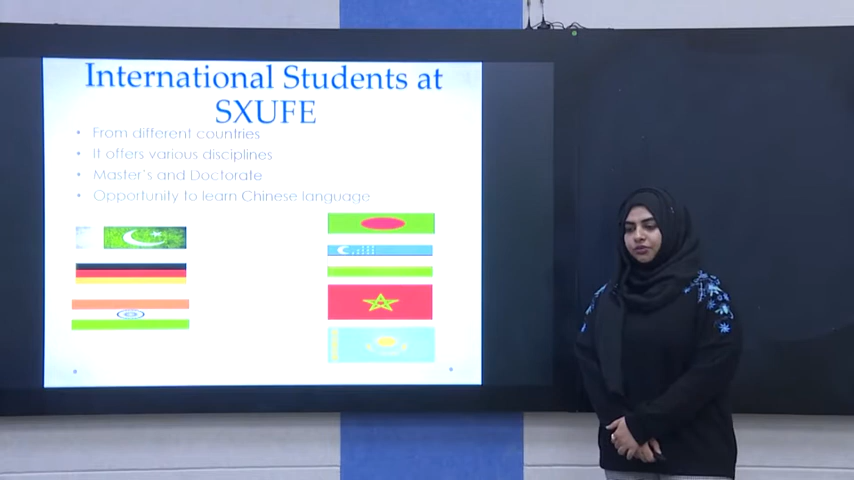 International Students at
SXUFE
• From different countries
• It offers various disciplines
• Master's and Doctorate
• Opportunity to learn Chinese language